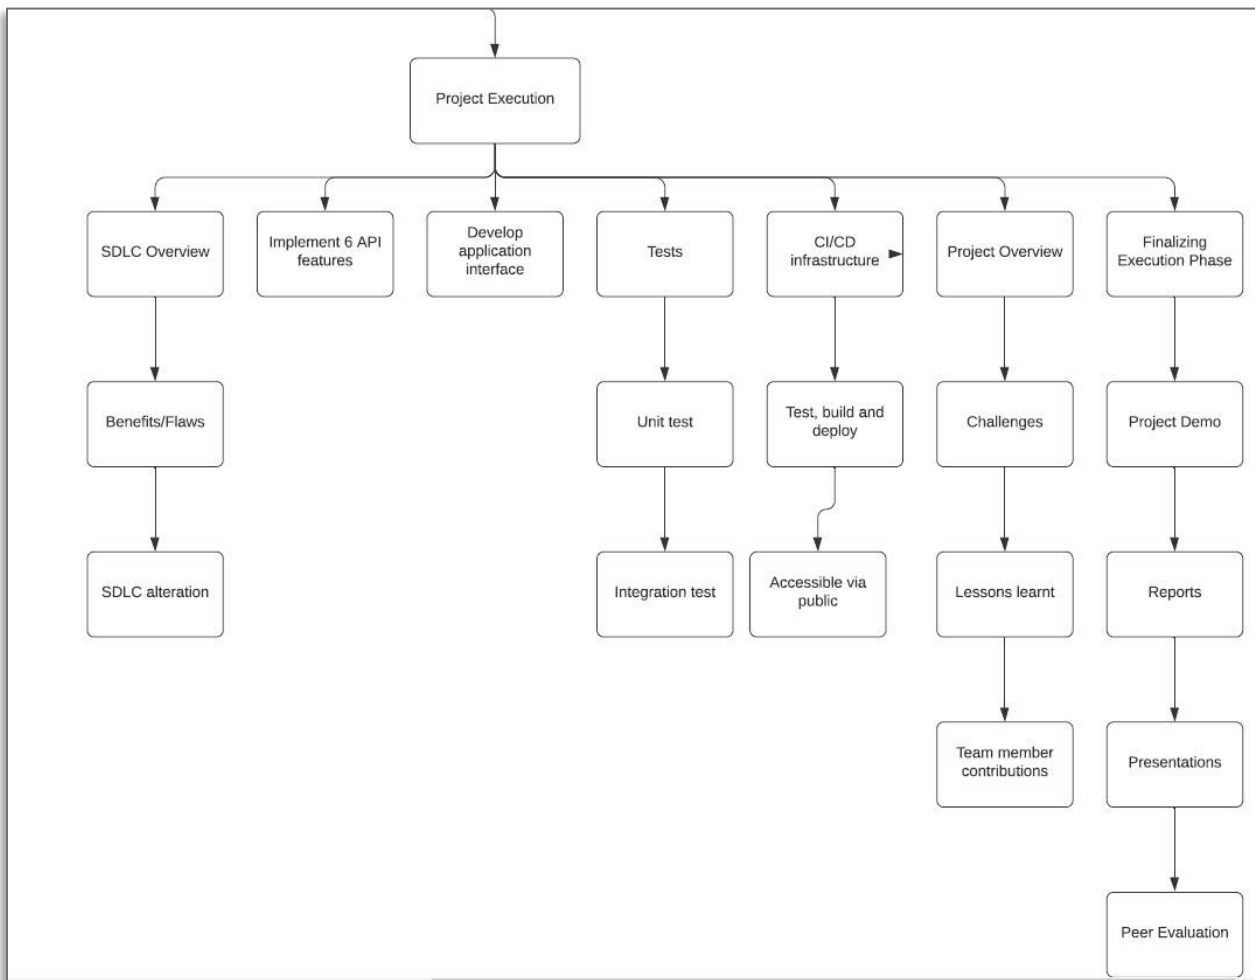 Project Execution
SDLC Overview
Implement 6 API
features
Develop
application
interface
Tests
CI/CD
infrastructure
Project Overview
Finalizing
Execution Phase
Benefits/Flaws
Unit test
Test, build and
deploy
Challenges
Project Demo
SDLC alteration
Integration test
Accessible via
public
Lessons learnt
Reports
Team member
contributions
Presentations
Peer Evaluation